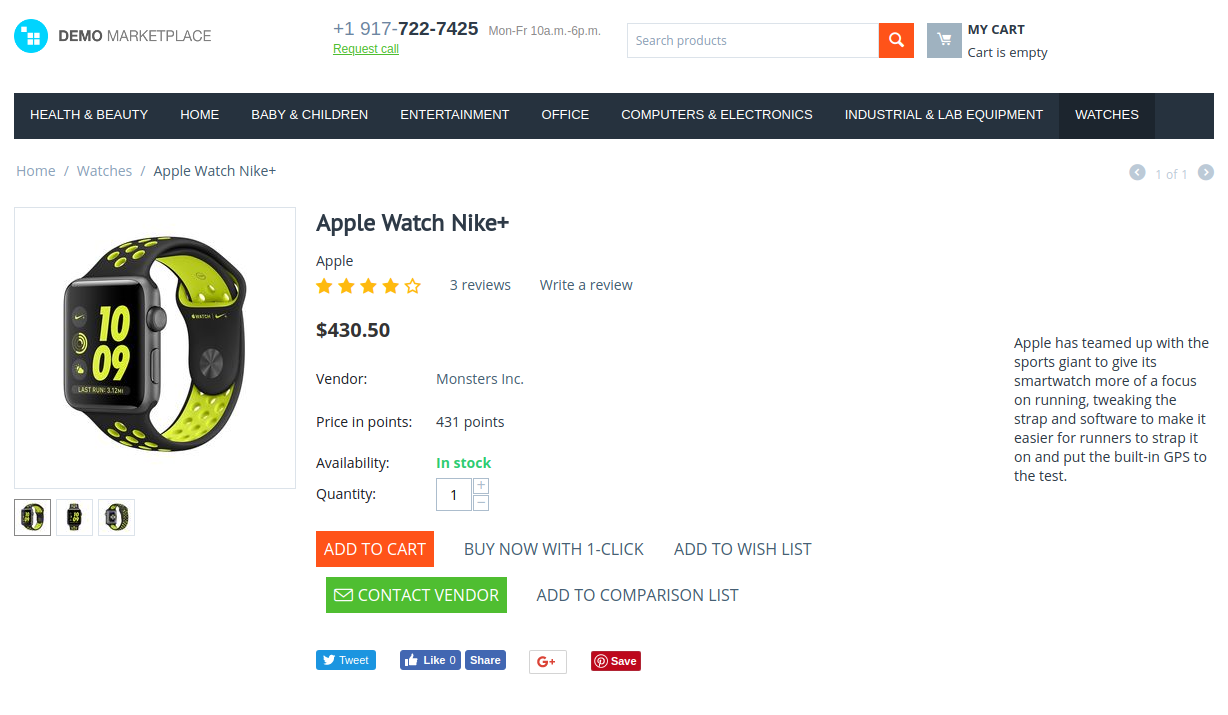 DEMO MARKETPLACE
+1 917-722-7425 Mon-Fr 10a.m.-6p.m.
Request call
Search products
MY CART
Cart is empty
HEALTH & BEAUTY HOME BABY & CHILDREN ENTERTAINMENT OFFICE COMPUTERS & ELECTRONICS INDUSTRIAL & LAB EQUIPMENT WATCHES
Home / Watches / Apple Watch Nike+
1 of 1
10
09
LAST RUN: 3.12MI
WATCH
Apple Watch Nike+
Apple
3 reviews Write a review
$430.50
Vendor: Monsters Inc.
Price in points: 431 points
Availability: In stock
Quantity: 1 + −
ADD TO CART BUY NOW WITH 1-CLICK ADD TO WISH LIST
CONTACT VENDOR ADD TO COMPARISON LIST
Tweet Like 0 Share G+ Save
Apple has teamed up with the
sports giant to give its
smartwatch more of a focus
on running, tweaking the
strap and software to make it
easier for runners to strap it
on and put the built-in GPS to
the test.